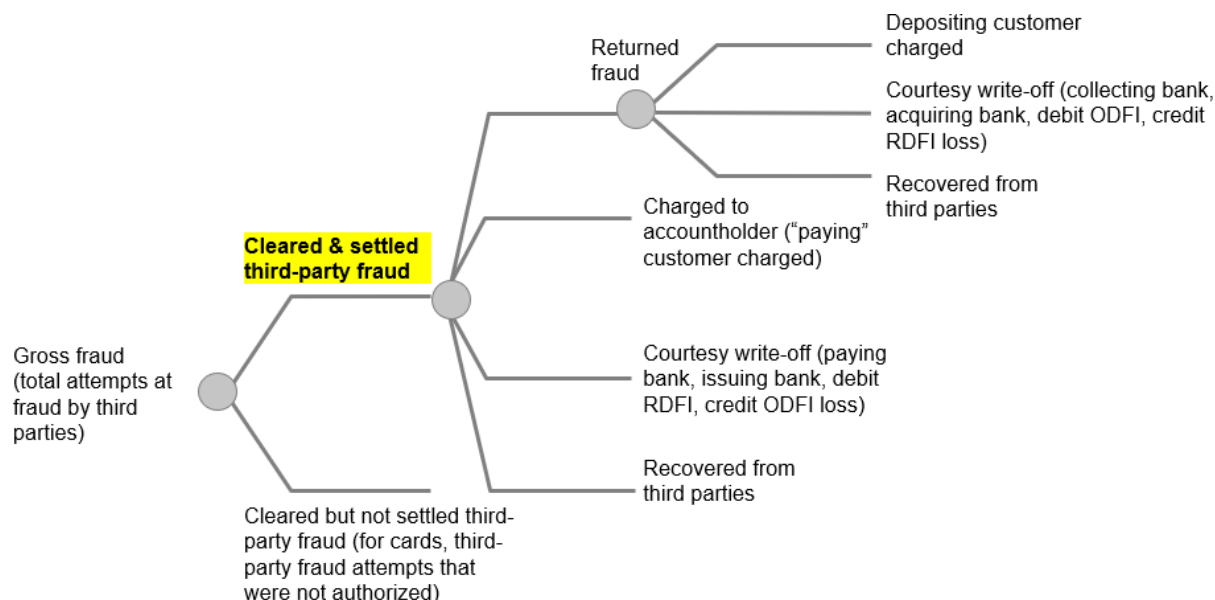 Depositing customer
charged
Returned
fraud
Courtesy write-off (collecting bank,
acquiring bank, debit ODFI, credit
RDFI loss)
Recovered from
third parties
Charged to
accountholder (“paying”
customer charged)
Cleared & settled
third-party fraud
Gross fraud
(total attempts at
fraud by third
parties)
Courtesy write-off (paying
bank, issuing bank, debit
RDFI, credit ODFI loss)
Recovered from
third parties
Cleared but not settled third-
party fraud (for cards, third-
party fraud attempts that
were not authorized)